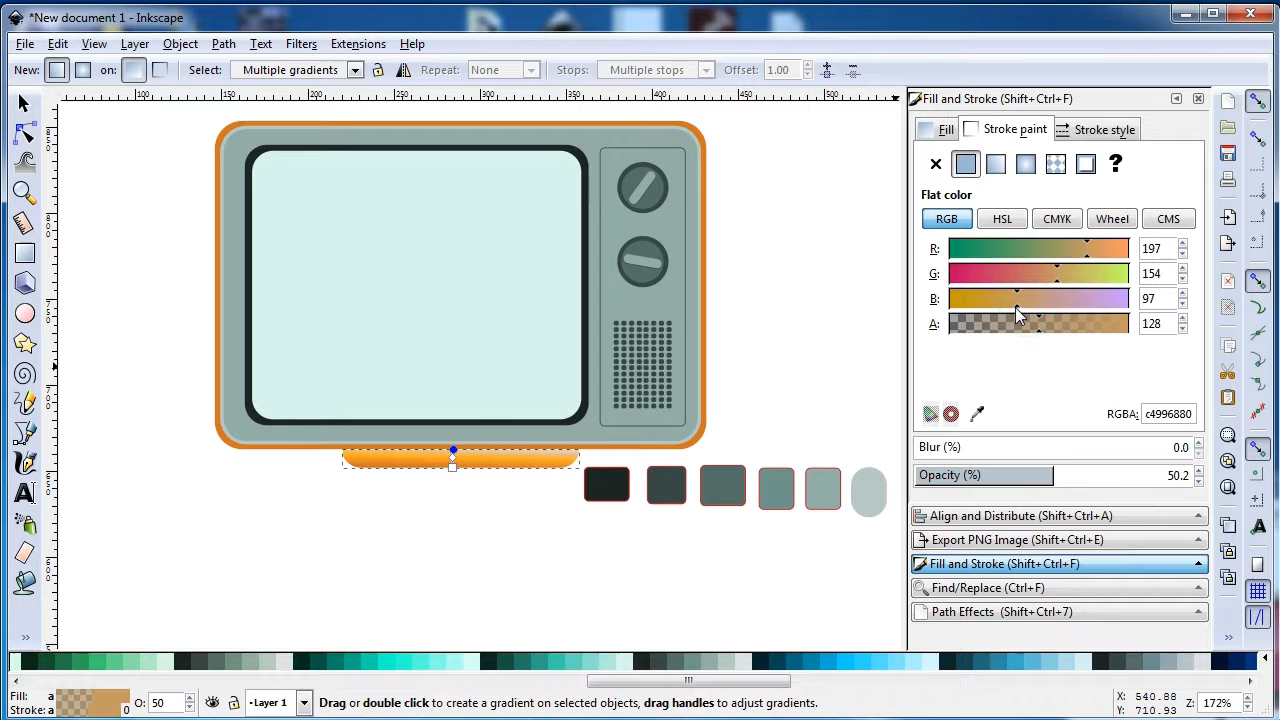 *New document 1 - Inkscape
File Edit View Layer Object Path Text Filters Extensions Help
New: on: Select: Multiple gradients Repeat: None Stops: Multiple stops Offset: 1.00
100 150 200 250 300 350 400 450 500
Fill and Stroke (Shift+Ctrl+F)
Fill Stroke paint Stroke style
?
Flat color
RGB HSL CMYK Wheel CMS
R: 197
G: 154
B: 97
A: 128
RGBA: c4996880
Blur (%) 0.0
Opacity (%) 50.2
Align and Distribute (Shift+Ctrl+A)
Export PNG Image (Shift+Ctrl+E)
Fill and Stroke (Shift+Ctrl+F)
Find/Replace (Ctrl+F)
Path Effects (Shift+Ctrl+7)
Fill: a
Stroke: a 0
O: 50
Layer 1
Drag or double click to create a gradient on selected objects, drag handles to adjust gradients.
X: 540.88
Y: 710.93
Z: 172%